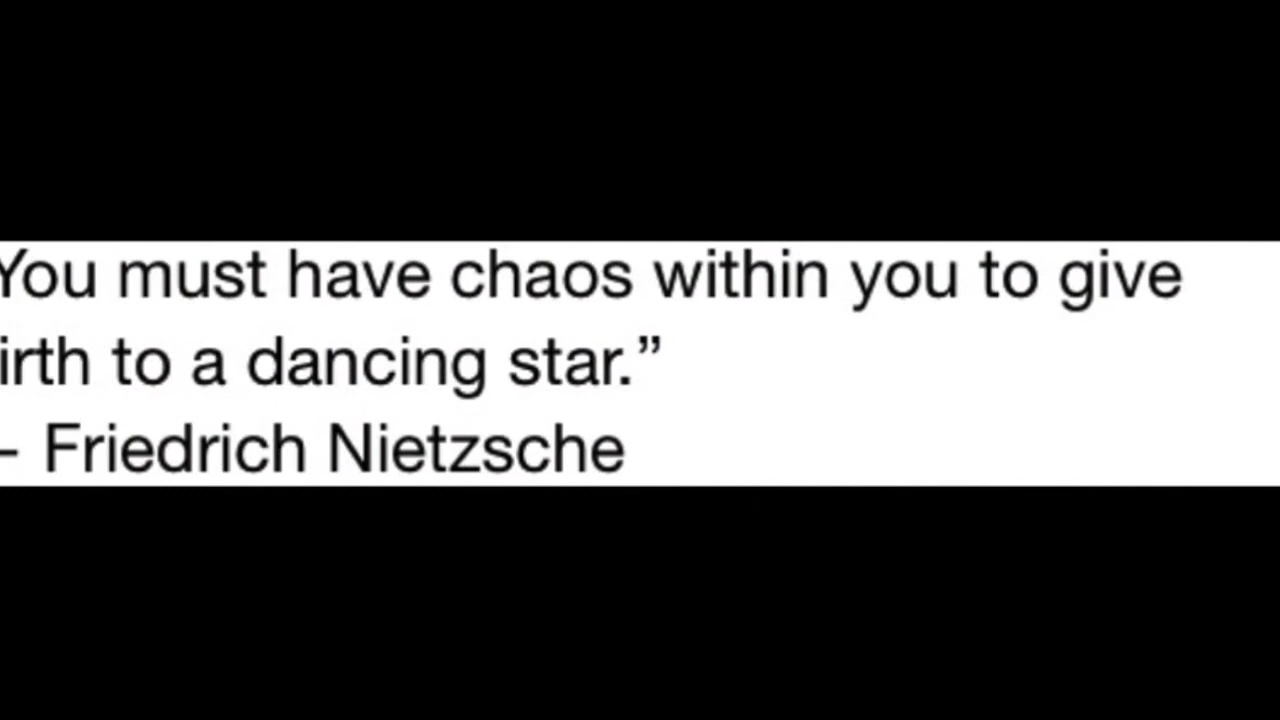 You must have chaos within you to give
irth to a dancing star.”
- Friedrich Nietzsche